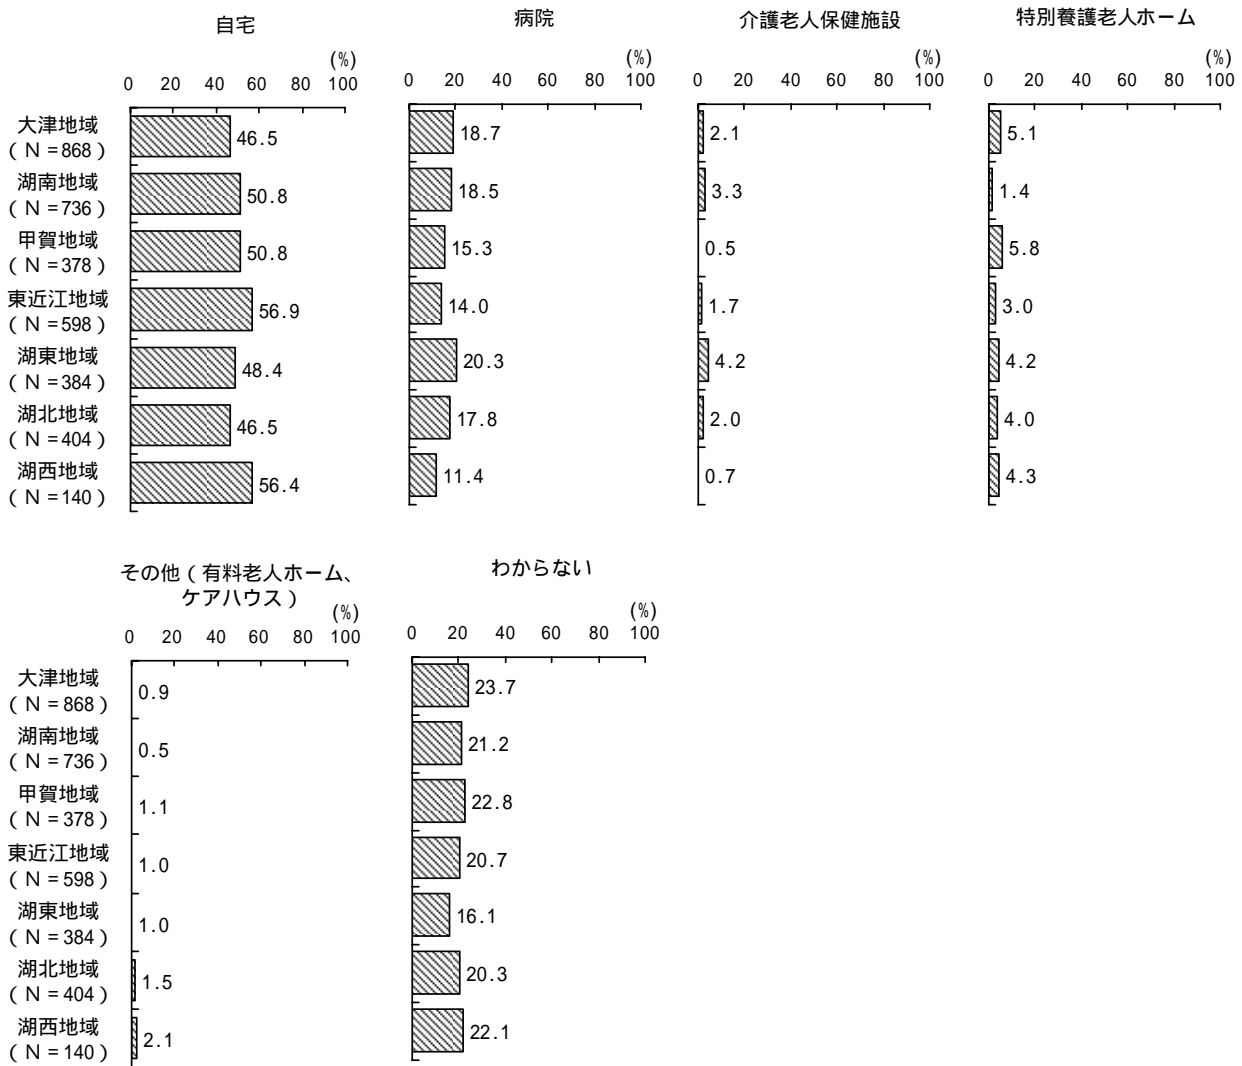 自宅
(%)
0 20 40 60 80 100
大津地域
(N=868)
46.5
湖南地域
(N=736)
50.8
甲賀地域
(N=378)
50.8
東近江地域
(N=598)
56.9
湖東地域
(N=384)
48.4
湖北地域
(N=404)
46.5
湖西地域
(N=140)
56.4
病院
(%)
0 20 40 60 80 100
18.7
18.5
15.3
14.0
20.3
17.8
11.4
介護老人保健施設
(%)
0 20 40 60 80 100
2.1
3.3
0.5
1.7
4.2
2.0
0.7
特別養護老人ホーム
(%)
0 20 40 60 80 100
5.1
1.4
5.8
3.0
4.2
4.0
4.3
その他(有料老人ホーム、
ケアハウス)
(%)
0 20 40 60 80 100
大津地域
(N=868)
0.9
湖南地域
(N=736)
0.5
甲賀地域
(N=378)
1.1
東近江地域
(N=598)
1.0
湖東地域
(N=384)
1.0
湖北地域
(N=404)
1.5
湖西地域
(N=140)
2.1
わからない
(%)
0 20 40 60 80 100
23.7
21.2
22.8
20.7
16.1
20.3
22.1